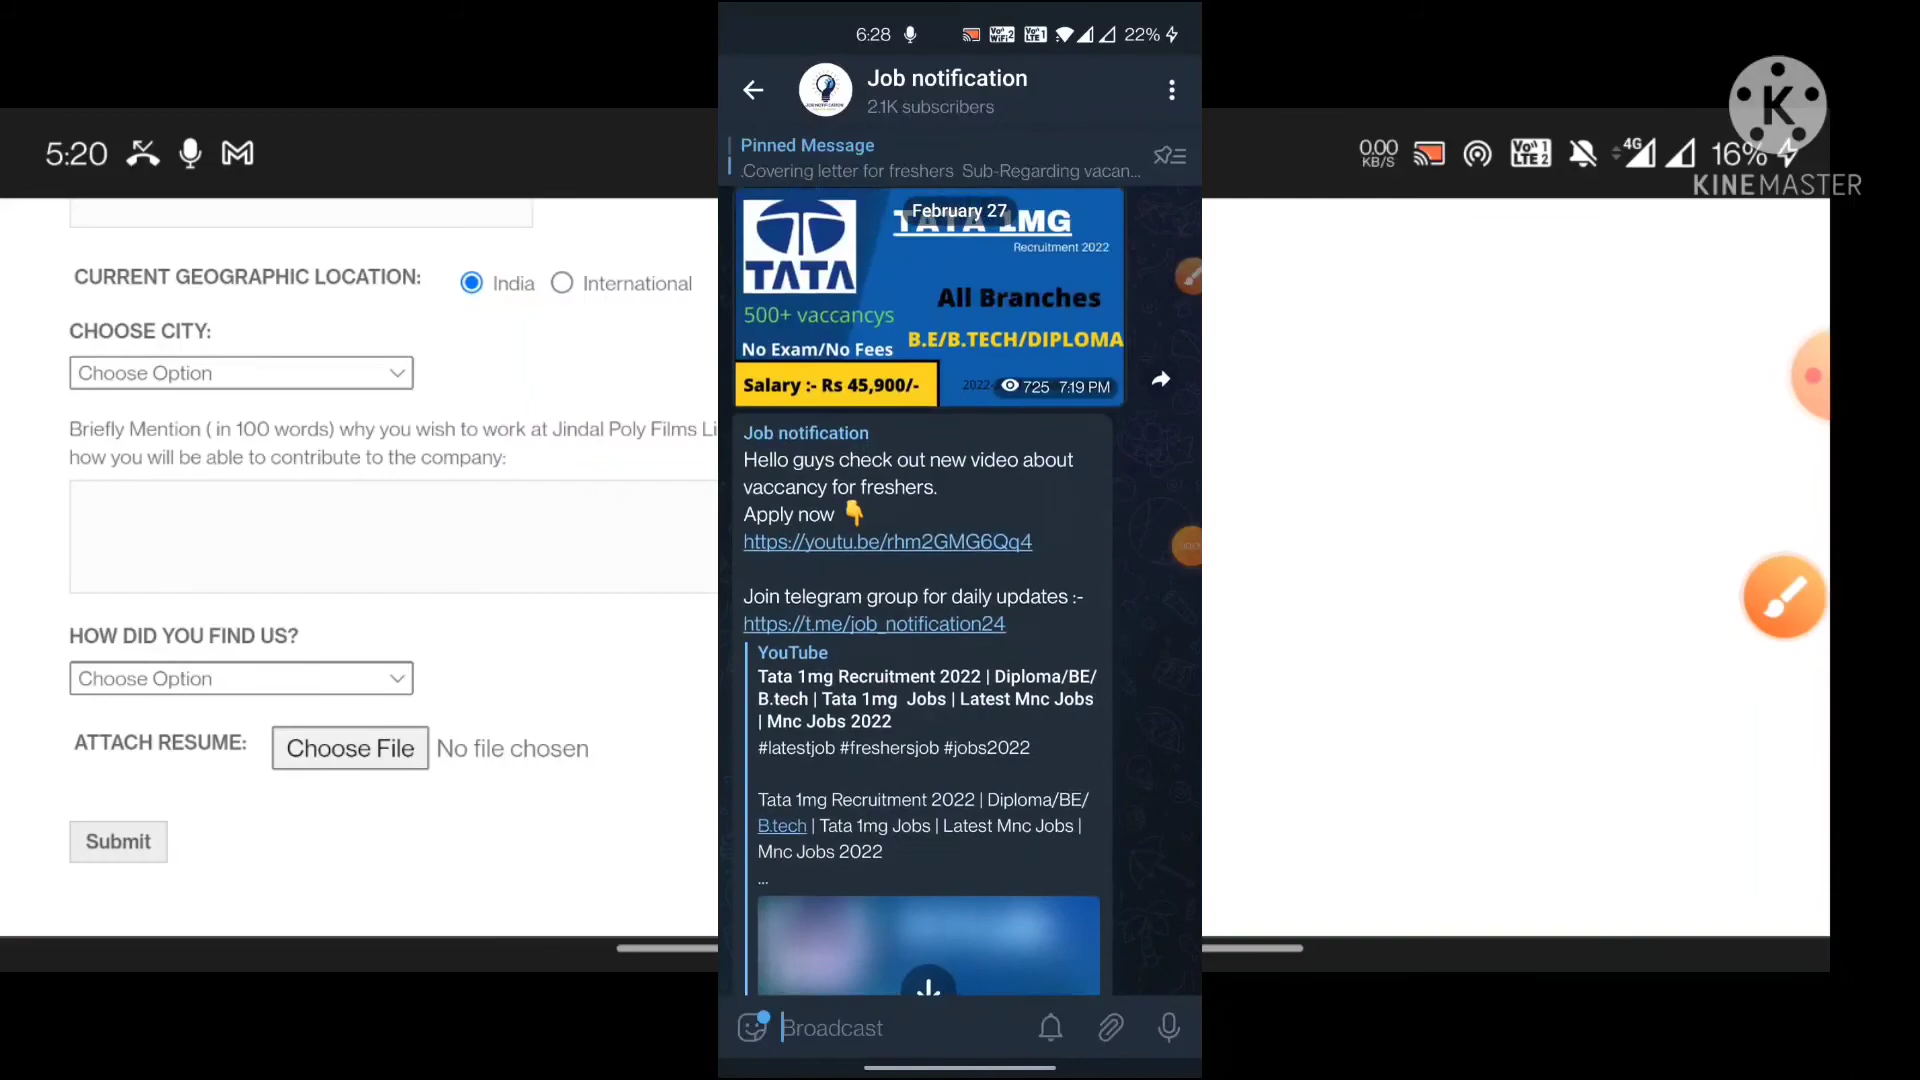 5:20
0.00
KB/S
Vo)) 1
LTE 2
4G
16%
K
KINEMASTER
CURRENT GEOGRAPHIC LOCATION:
India
International
CHOOSE CITY:
Choose Option
Briefly Mention ( in 100 words) why you wish to work at Jindal Poly Films Li
how you will be able to contribute to the company:
HOW DID YOU FIND US?
Choose Option
ATTACH RESUME:
Choose File
No file chosen
Submit
6:28
22%
Job notification
2.1K subscribers
Pinned Message
.Covering letter for freshers Sub-Regarding vacan...
February 27
TATA
TATA 1MG
Recruitment 2022
All Branches
500+ vaccancys
B.E/B.TECH/DIPLOMA
No Exam/No Fees
Salary :- Rs 45,900/-
2022
725 7:19 PM
Job notification
Hello guys check out new video about
vaccancy for freshers.
Apply now 👇
https://youtu.be/rhm2GMG6Qq4
Join telegram group for daily updates :-
https://t.me/job_notification24
YouTube
Tata 1mg Recruitment 2022 | Diploma/BE/
B.tech | Tata 1mg Jobs | Latest Mnc Jobs
| Mnc Jobs 2022
#latestjob #freshersjob #jobs2022
Tata 1mg Recruitment 2022 | Diploma/BE/
B.tech | Tata 1mg Jobs | Latest Mnc Jobs |
Mnc Jobs 2022
...
Broadcast